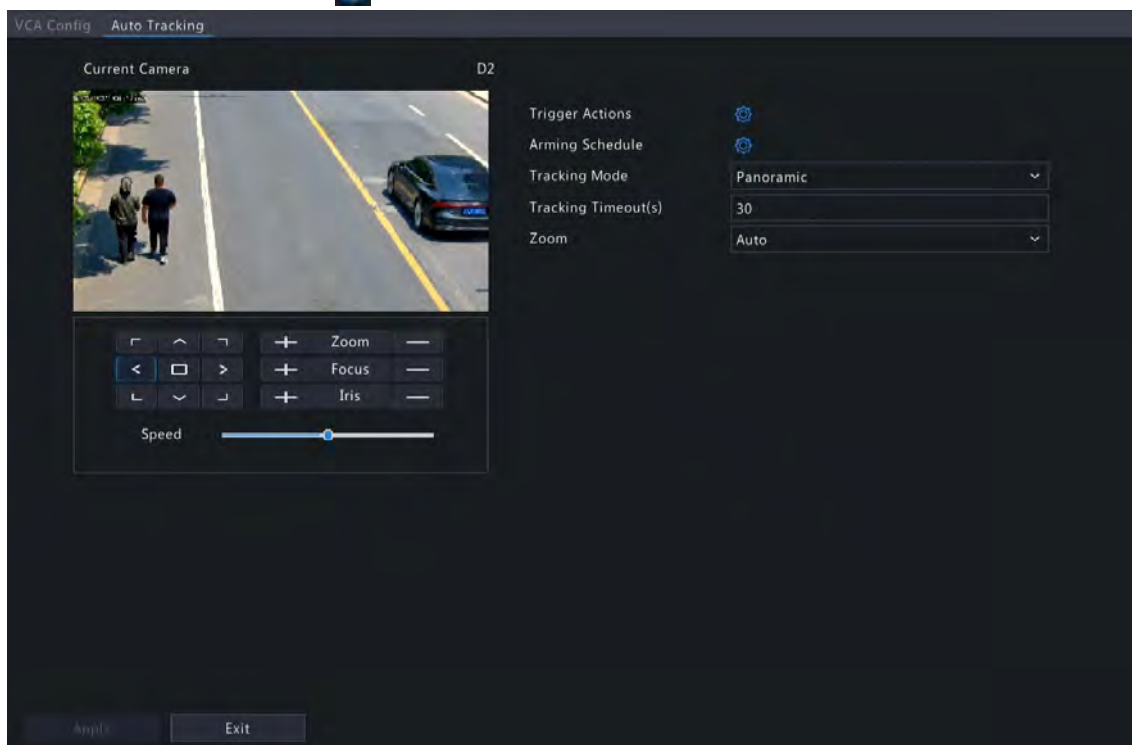 VCA Config Auto Tracking
Current Camera D2
Trigger Actions
Arming Schedule
Tracking Mode Panoramic
Tracking Timeout(s) 30
Zoom Auto
Zoom
Focus
Iris
Speed
Apply Exit